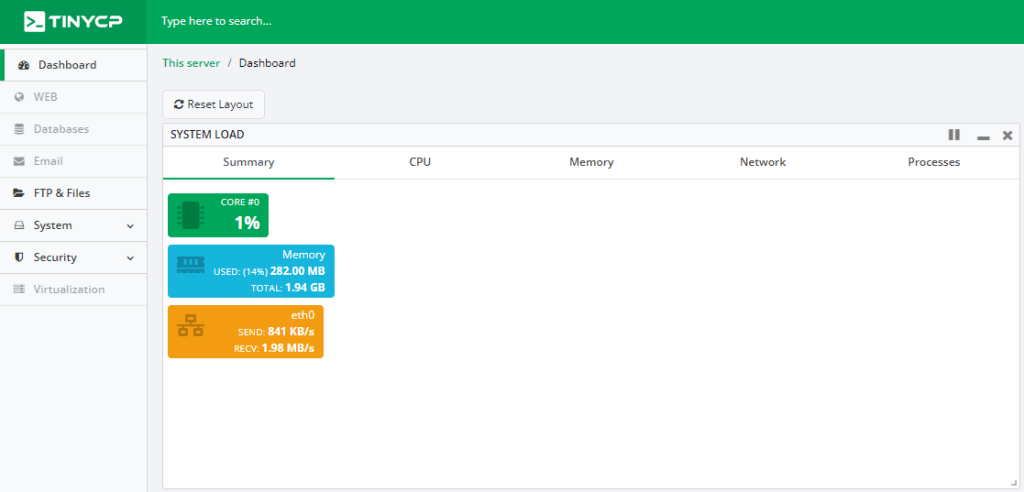 TINYCP
Type here to search...
Dashboard
WEB
Databases
Email
FTP & Files
System
Security
Virtualization
This server / Dashboard
Reset Layout
SYSTEM LOAD
Summary CPU Memory Network Processes
CORE #0
1%
Memory
USED: (14%) 282.00 MB
TOTAL: 1.94 GB
eth0
SEND: 841 KB/s
RECV: 1.98 MB/s